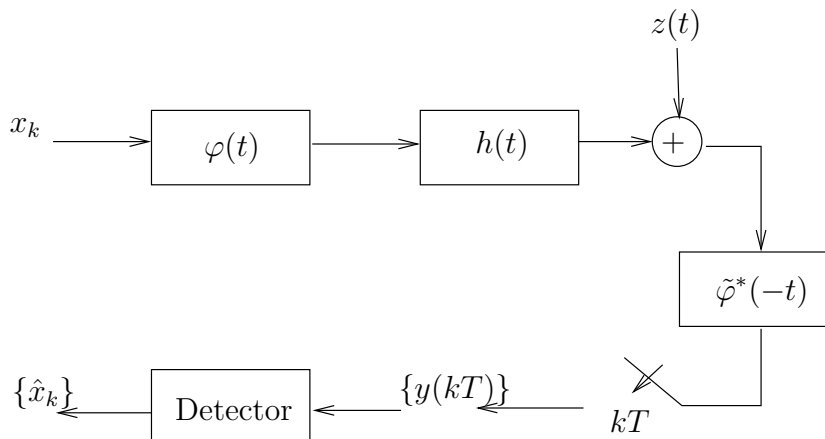 z(t)
x_k
φ(t)
h(t)
+
φ̃*(−t)
{x̂_k}
Detector
{y(kT)}
kT